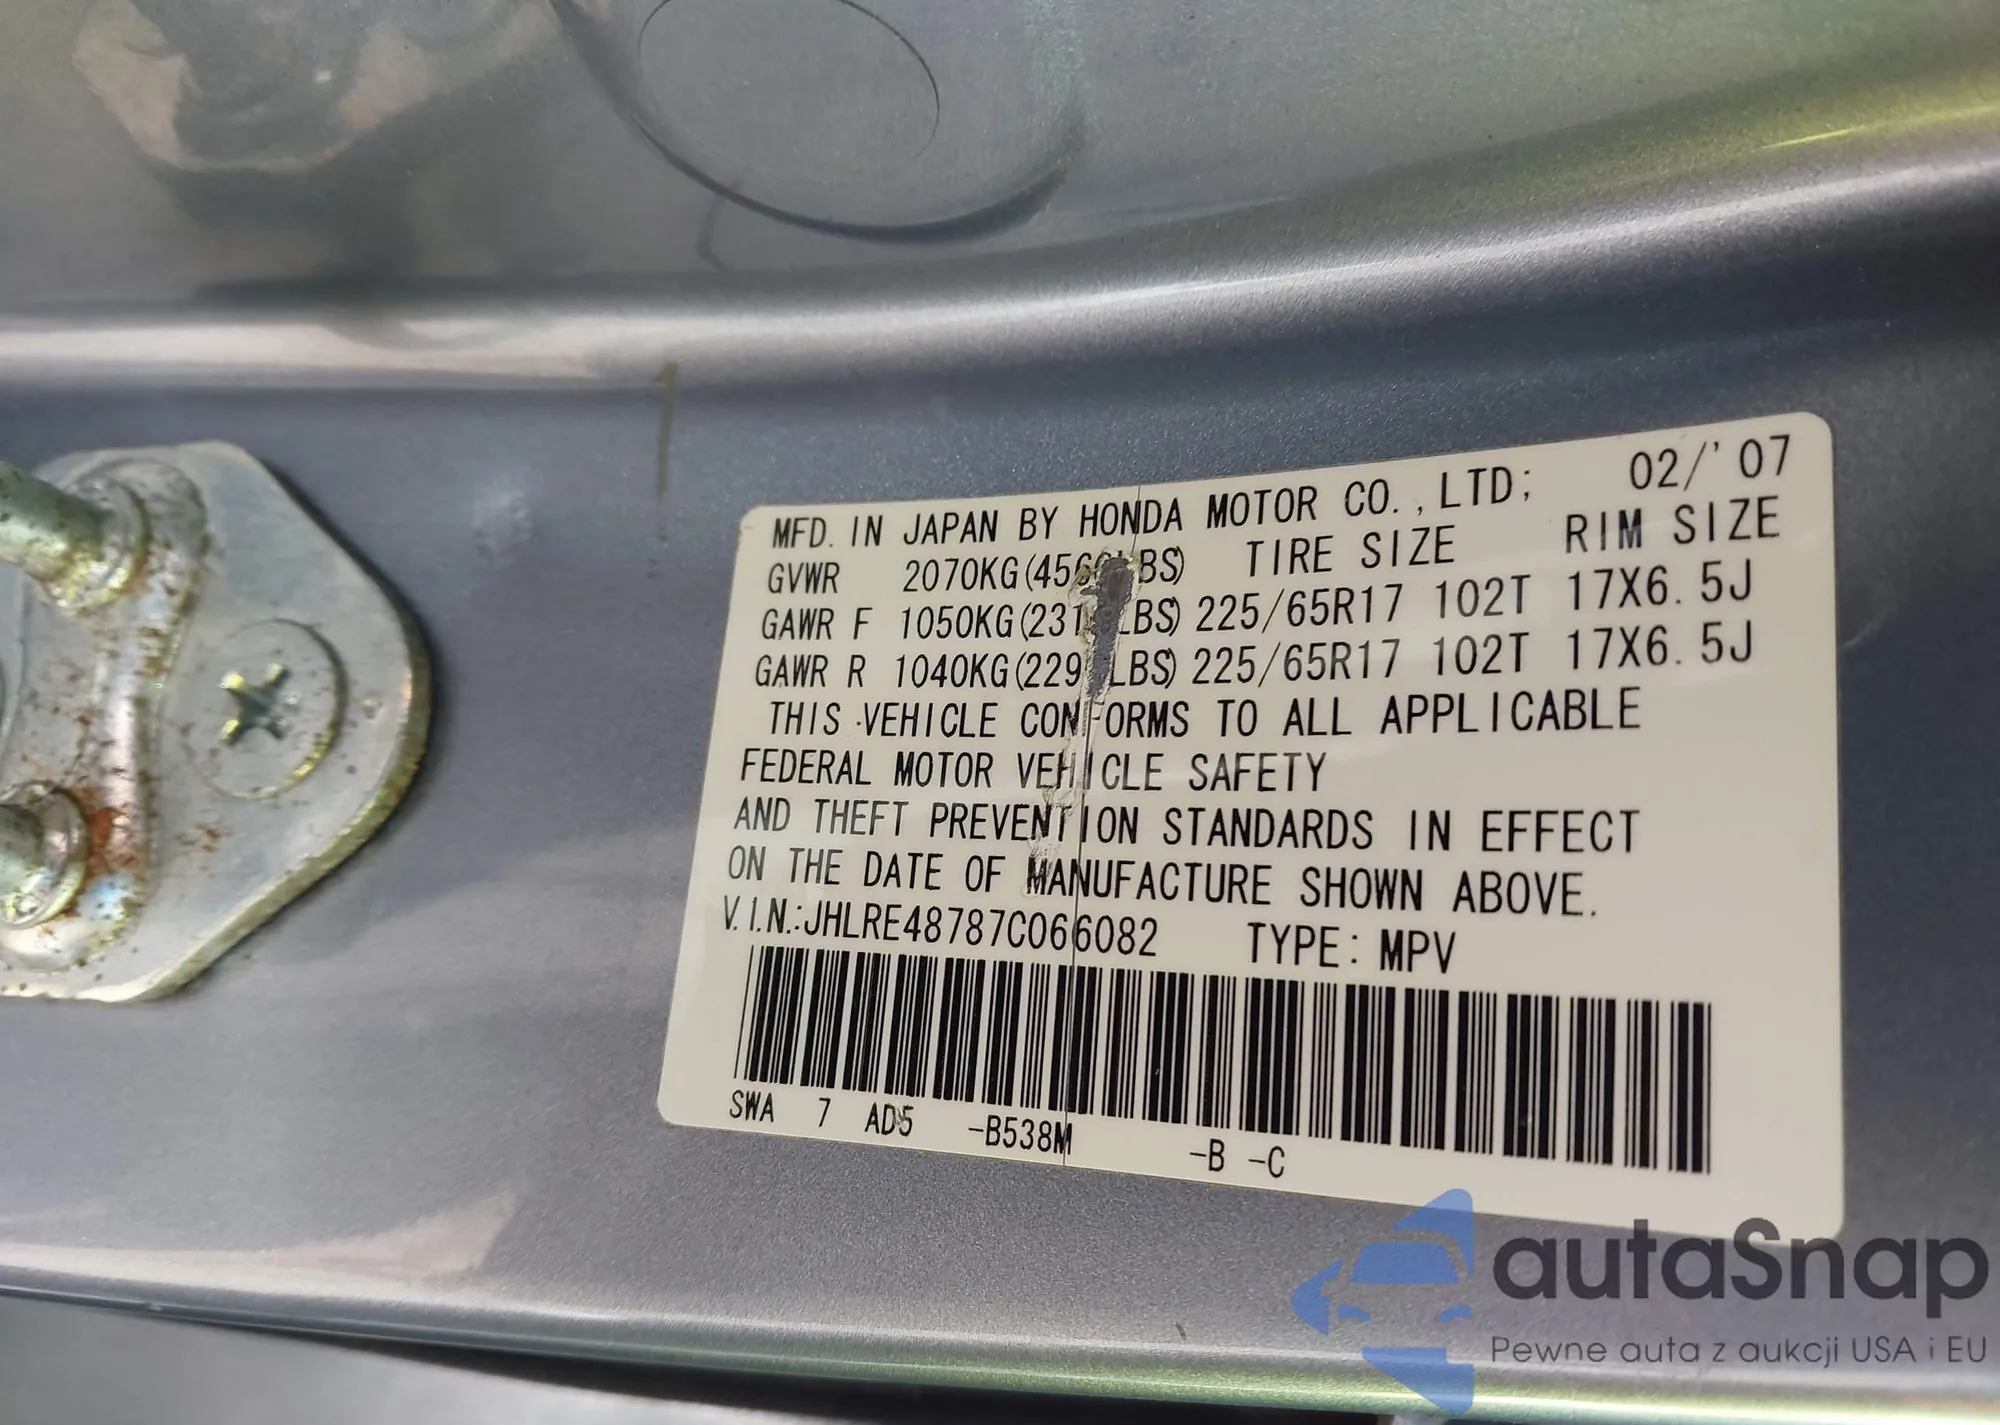 MFD. IN JAPAN BY HONDA MOTOR CO., LTD; 02/'07
GVWR 2070KG TIRE SIZE RIM SIZE
GAWR F 1050KG 225/65R17 102T 17X6.5J
GAWR R 1040KG 225/65R17 102T 17X6.5J
THIS VEHICLE CONFORMS TO ALL APPLICABLE
FEDERAL MOTOR VEHICLE SAFETY
AND THEFT PREVENTION STANDARDS IN EFFECT
ON THE DATE OF MANUFACTURE SHOWN ABOVE.
V.I.N.:JHLRE48787C066082 TYPE: MPV
SWA 7 AD5 -B538M -B -C
autaSnap
Pewne auta z aukcji USA i EU